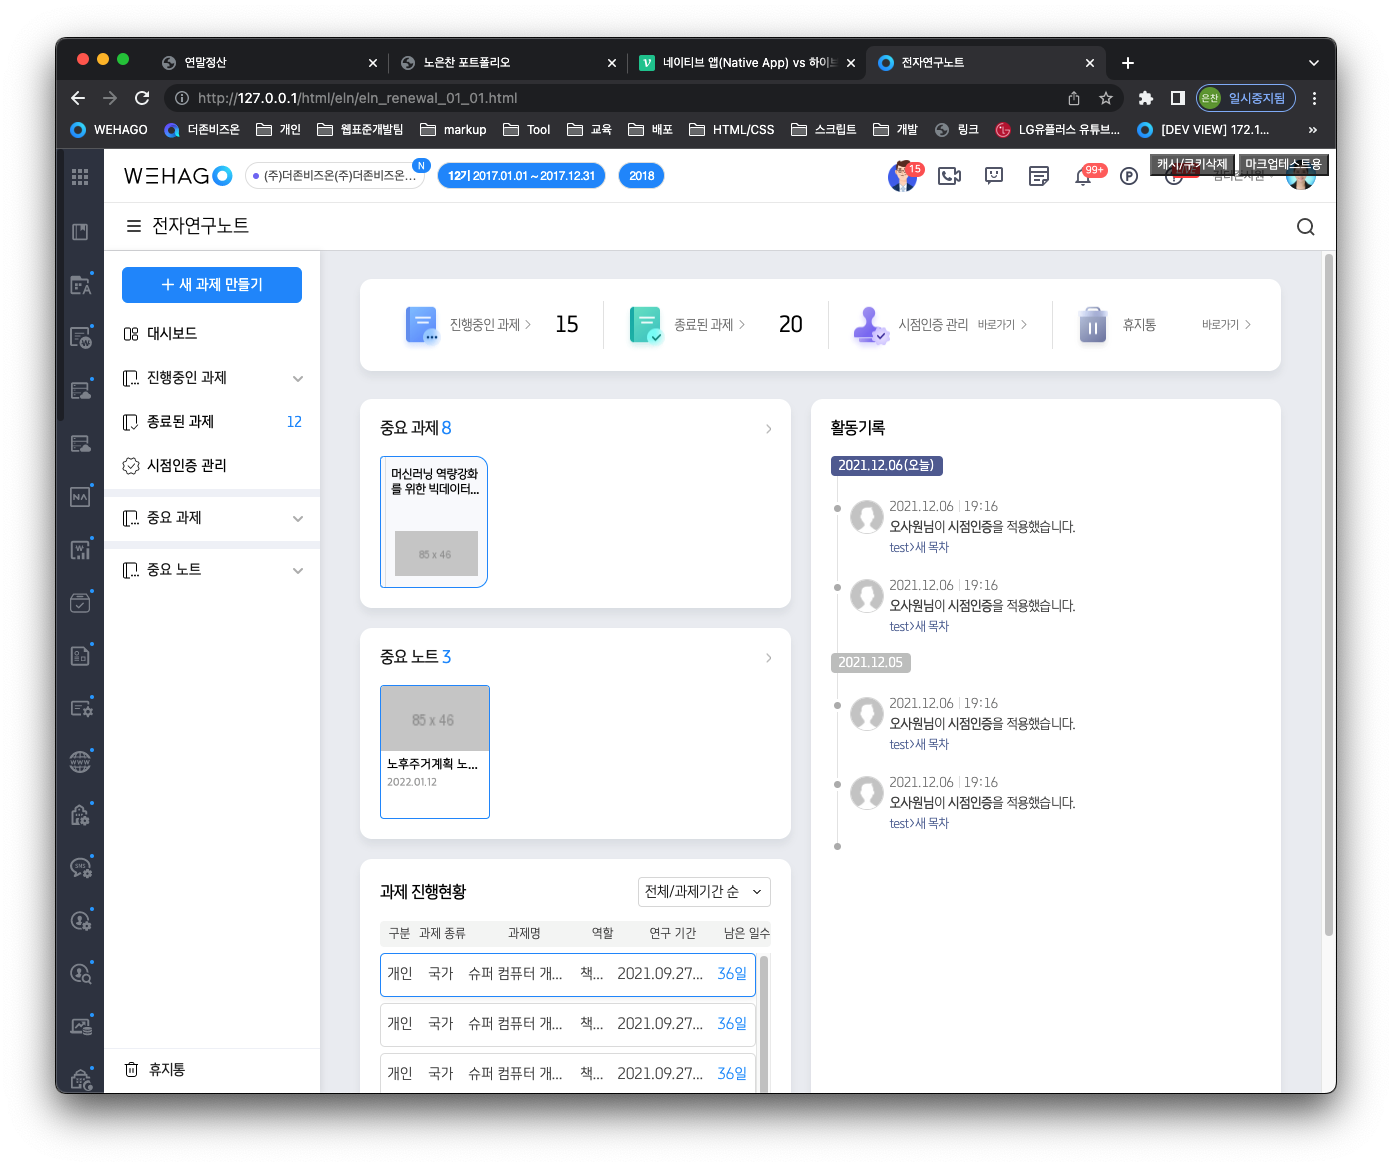 연말정산
노은찬 포트폴리오
네이티브 앱(Native App) vs 하이브
전자연구노트
http://127.0.0.1/html/eln/eln_renewal_01_01.html
은찬
일시중지됨
WEHAGO
더존비즈온
개인
웹표준개발팀
markup
Tool
교육
배포
HTML/CSS
스크립트
개발
링크
LG유플러스 유튜브...
[DEV VIEW] 172.1...
WEHAGO
(주)더존비즈온(주)더존비즈온...
N
12기 2017.01.01 ~ 2017.12.31
2018
15
99+
캐시/쿠키삭제
마크업테스트용
전자연구노트
+ 새 과제 만들기
대시보드
진행중인 과제
종료된 과제 12
시점인증 관리
중요 과제
중요 노트
휴지통
진행중인 과제 > 15
종료된 과제 > 20
시점인증 관리 바로가기 >
휴지통 바로가기 >
중요 과제 8
머신러닝 역량강화
를 위한 빅데이터...
85 x 46
중요 노트 3
85 x 46
노후주거계획 노...
2022.01.12
과제 진행현황
전체/과제기간 순
구분 과제 종류 과제명 역할 연구 기간 남은 일수
개인 국가 슈퍼 컴퓨터 개... 책... 2021.09.27... 36일
개인 국가 슈퍼 컴퓨터 개... 책... 2021.09.27... 36일
개인 국가 슈퍼 컴퓨터 개... 책... 2021.09.27... 36일
활동기록
2021.12.06(오늘)
2021.12.06 | 19:16
오사원님이 시점인증을 적용했습니다.
test>새 목차
2021.12.06 | 19:16
오사원님이 시점인증을 적용했습니다.
test>새 목차
2021.12.05
2021.12.06 | 19:16
오사원님이 시점인증을 적용했습니다.
test>새 목차
2021.12.06 | 19:16
오사원님이 시점인증을 적용했습니다.
test>새 목차